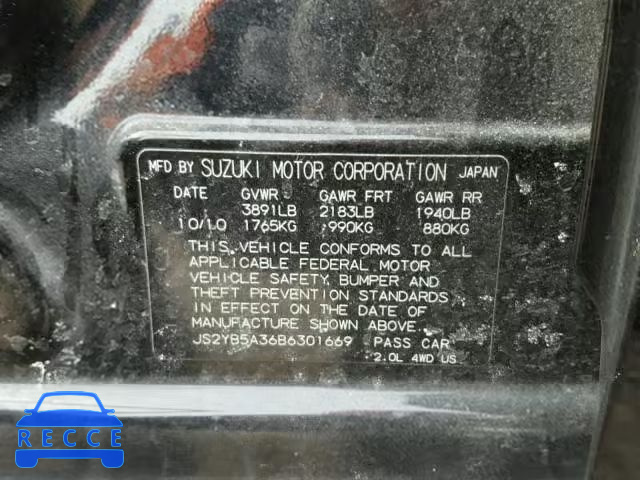 MFD BY SUZUKI MOTOR CORPORATION JAPAN
DATE GVWR GAWR FRT GAWR RR
3891LB 2183LB 1940LB
10/10 1765KG 990KG 880KG
THIS VEHICLE CONFORMS TO ALL
APPLICABLE FEDERAL MOTOR
VEHICLE SAFETY, BUMPER AND
THEFT PREVENTION STANDARDS
IN EFFECT ON THE DATE OF
MANUFACTURE SHOWN ABOVE.
JS2YB5A36B6301669 PASS CAR
2.0L 4WD US
RECCE